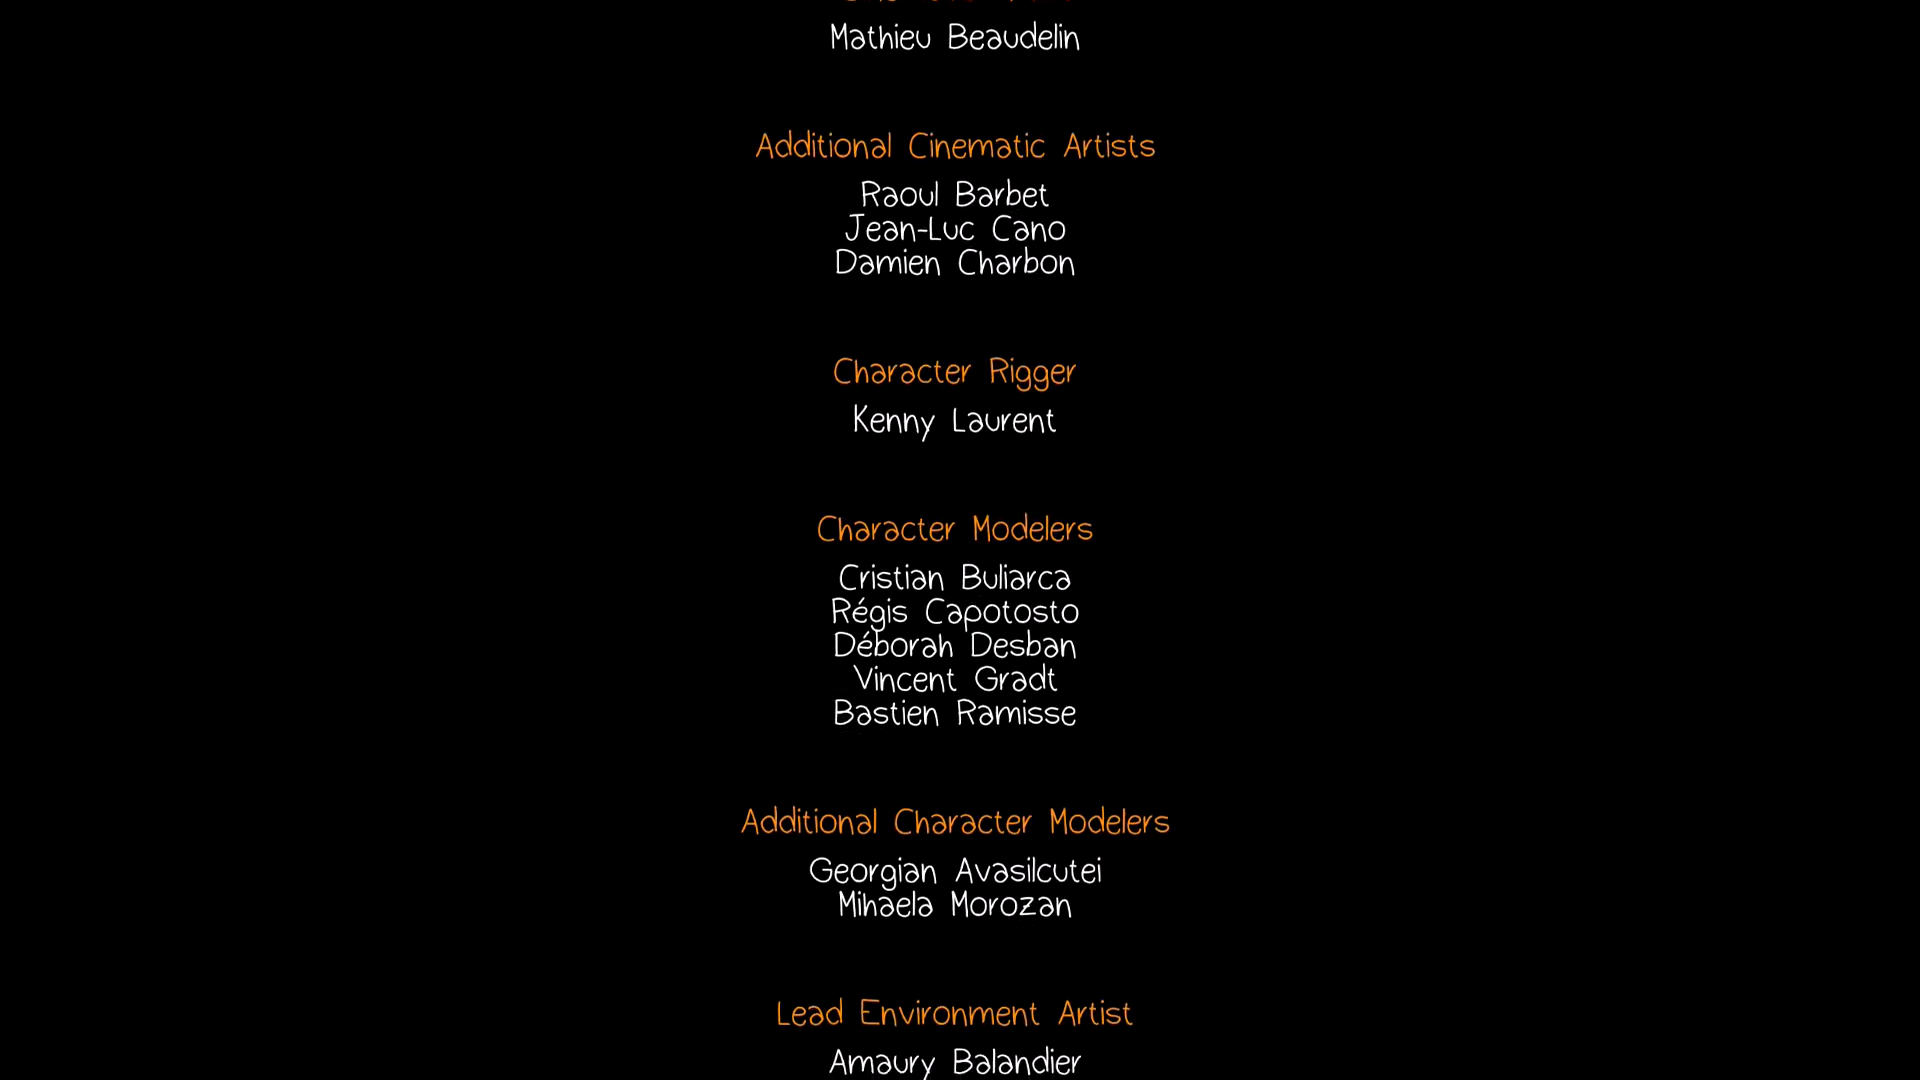 Mathieu Beaudelin
Additional Cinematic Artists
Raoul Barbet
Jean-Luc Cano
Damien Charbon
Character Rigger
Kenny Laurent
Character Modelers
Cristian Buliarca
Régis Capotosto
Déborah Desban
Vincent Gradt
Bastien Ramisse
Additional Character Modelers
Georgian Avasilcutei
Mihaela Morozan
Lead Environment Artist
Amaury Balandier